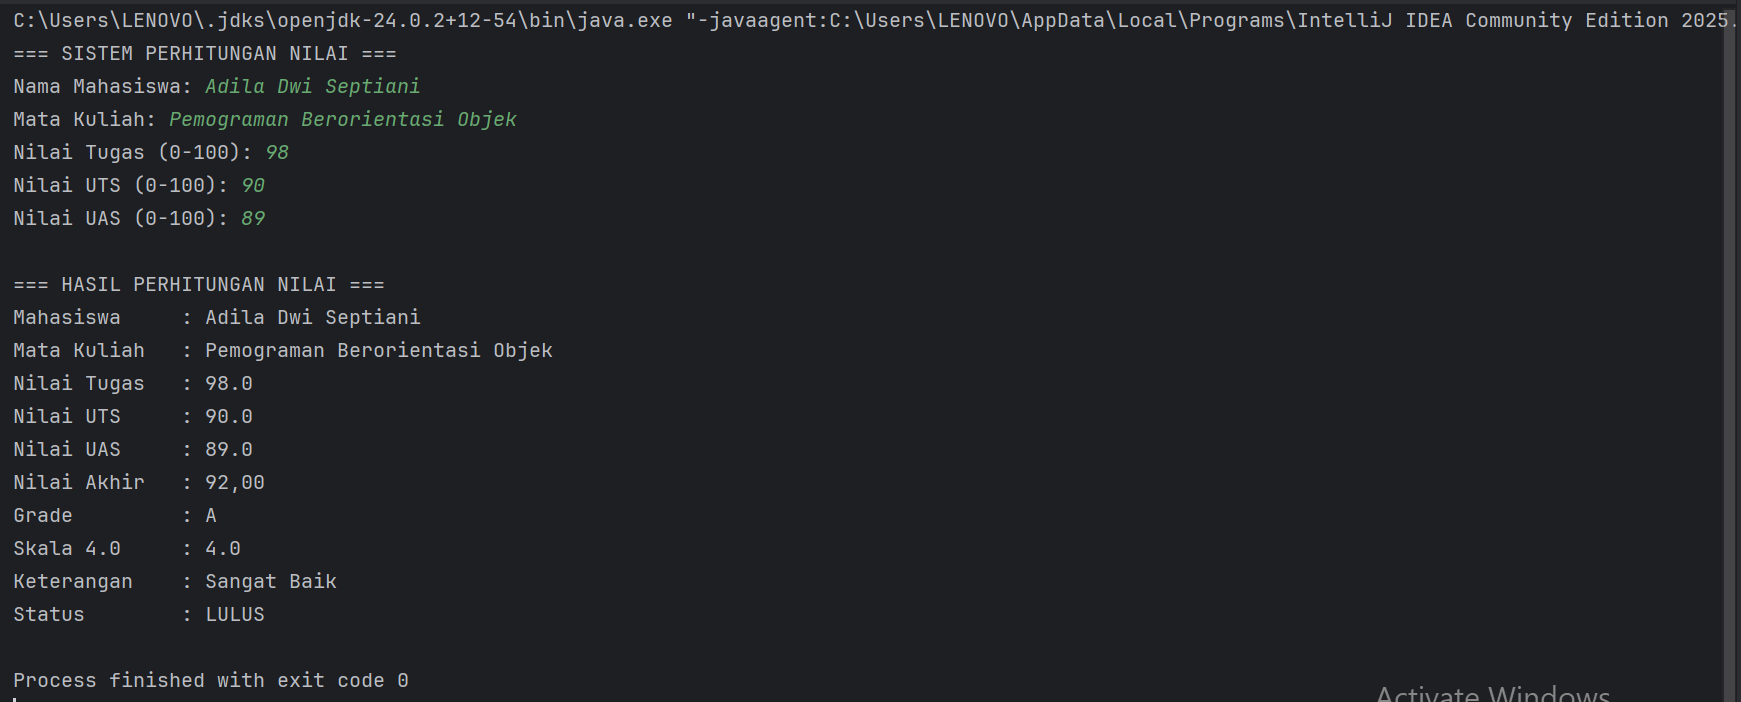 C:\Users\LENOVO\.jdks\openjdk-24.0.2+12-54\bin\java.exe "-javaagent:C:\Users\LENOVO\AppData\Local\Programs\IntelliJ IDEA Community Edition 2025.
=== SISTEM PERHITUNGAN NILAI ===
Nama Mahasiswa: Adila Dwi Septiani
Mata Kuliah: Pemograman Berorientasi Objek
Nilai Tugas (0-100): 98
Nilai UTS (0-100): 90
Nilai UAS (0-100): 89
=== HASIL PERHITUNGAN NILAI ===
Mahasiswa     : Adila Dwi Septiani
Mata Kuliah   : Pemograman Berorientasi Objek
Nilai Tugas   : 98.0
Nilai UTS     : 90.0
Nilai UAS     : 89.0
Nilai Akhir   : 92,00
Grade         : A
Skala 4.0     : 4.0
Keterangan    : Sangat Baik
Status        : LULUS
Process finished with exit code 0
Activate Windows